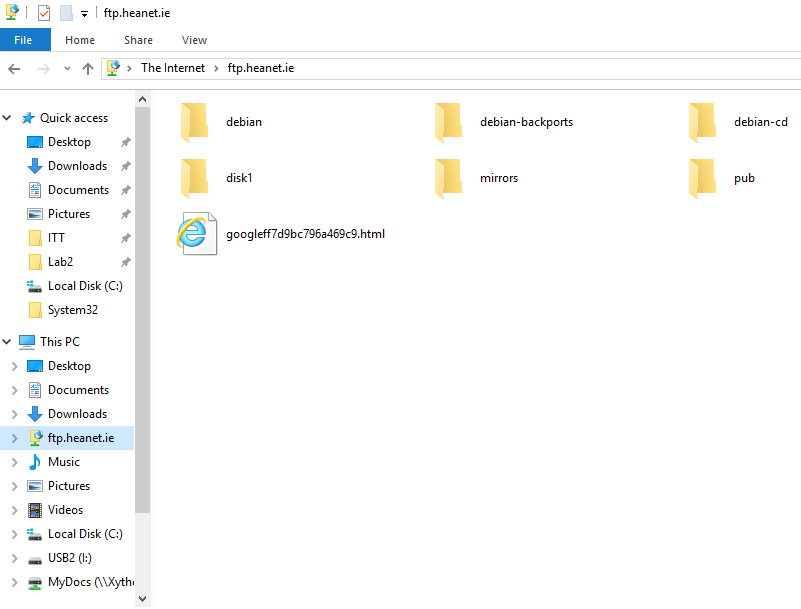 ftp.heanet.ie
File Home Share View
The Internet ftp.heanet.ie
Quick access
Desktop
Downloads
Documents
Pictures
ITT
Lab2
Local Disk (C:)
System32
This PC
Desktop
Documents
Downloads
ftp.heanet.ie
Music
Pictures
Videos
Local Disk (C:)
USB2 (I:)
MyDocs (\\Xythe
debian debian-backports debian-cd
disk1 mirrors pub
googleff7d9bc796a469c9.html